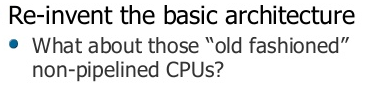 Re-invent the basic architecture
• What about those “old fashioned”
non-pipelined CPUs?